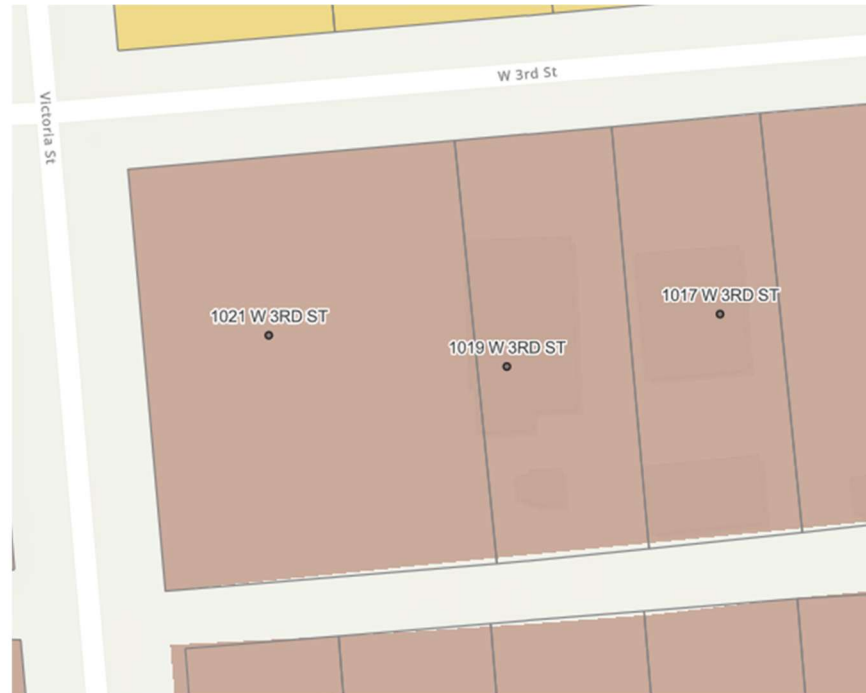 W 3rd St
Victoria St
1017 W 3RD ST
1021 W 3RD ST
1019 W 3RD ST